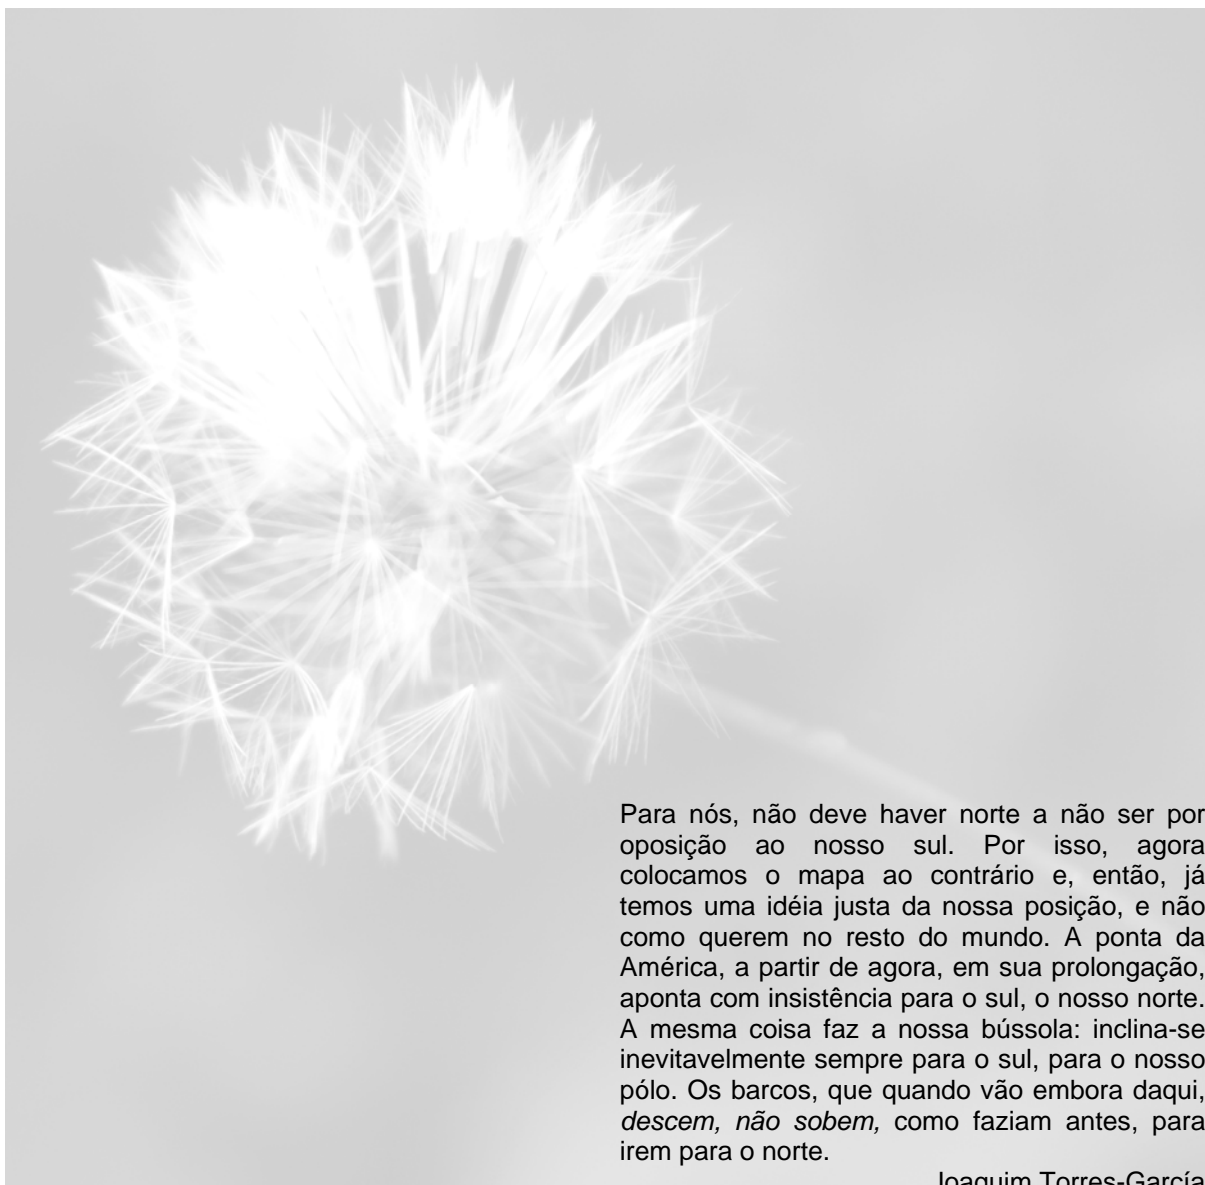 Para nós, não deve haver norte a não ser por
oposição ao nosso sul. Por isso, agora
colocamos o mapa ao contrário e, então, já
temos uma idéia justa da nossa posição, e não
como querem no resto do mundo. A ponta da
América, a partir de agora, em sua prolongação,
aponta com insistência para o sul, o nosso norte.
A mesma coisa faz a nossa bússola: inclina-se
inevitavelmente sempre para o sul, para o nosso
pólo. Os barcos, que quando vão embora daqui,
descem, não sobem, como faziam antes, para
irem para o norte.
Joaquim Torres-García